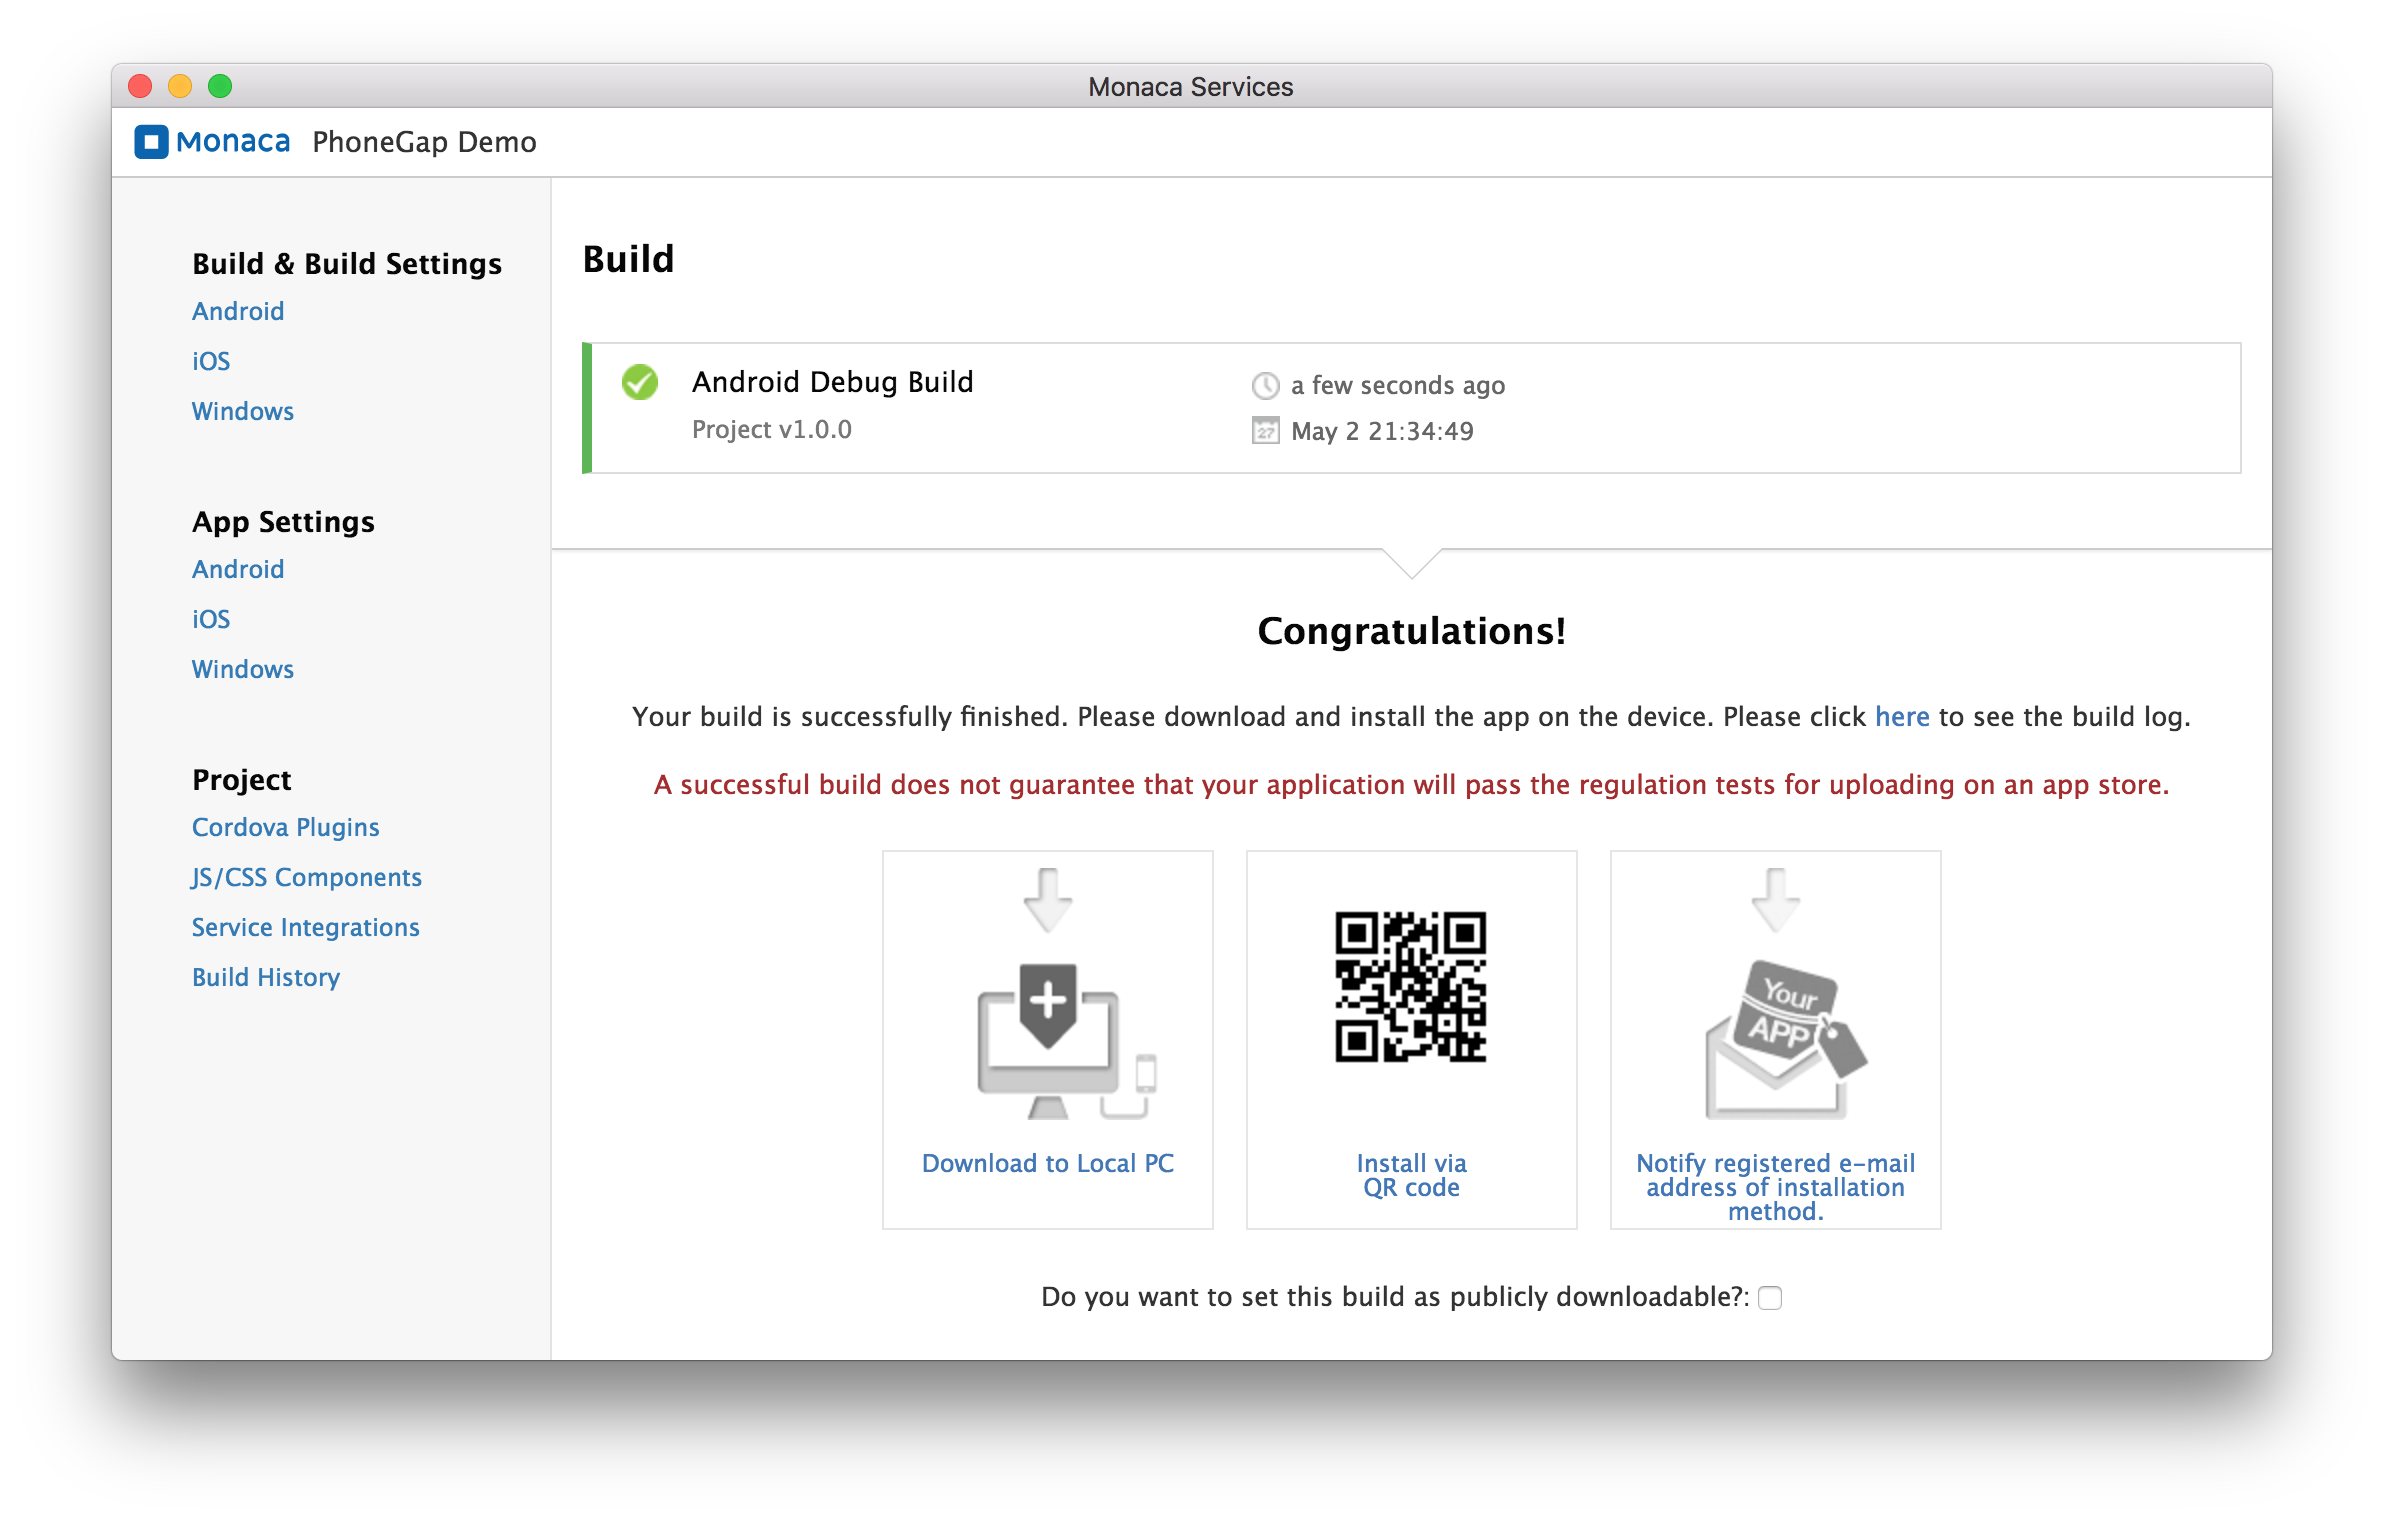 Monaca Services
Monaca PhoneGap Demo
Build & Build Settings
Android
iOS
Windows
App Settings
Android
iOS
Windows
Project
Cordova Plugins
JS/CSS Components
Service Integrations
Build History
Build
Android Debug Build
Project v1.0.0
a few seconds ago
27 May 2 21:34:49
Congratulations!
Your build is successfully finished. Please download and install the app on the device. Please click here to see the build log.
A successful build does not guarantee that your application will pass the regulation tests for uploading on an app store.
Download to Local PC
Install via
QR code
Your
APP
Notify registered e-mail
address of installation
method.
Do you want to set this build as publicly downloadable?: